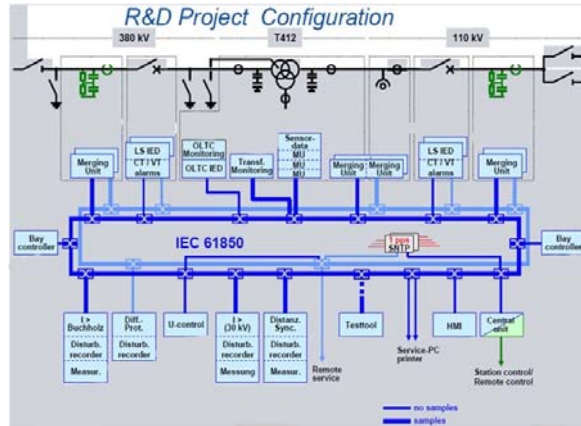 R&D Project Configuration
380 kV
T412
110 kV
Merging
Unit
LS-IED
CT / VT
alarms
OLTC
Monitoring
OLTC IED
Transf.
Monitoring
Sensor-
data
MU
MU
MU
Merging
Unit
Merging
Unit
LS-IED
CT / VT
alarms
Merging
Unit
Bay
controller
IEC 61850
1 pps
SNTP
Bay
controller
I >
Buchholz
Disturb.
recorder
Measur.
Diff.-
Prot.
Disturb.
recorder
U-control
I >
(30 kV)
Disturb.
recorder
Messung
Distanz.
Sync.
Disturb.
recorder
Measur.
Remote
service
Testtool
Service-PC
printer
HMI
Central
unit
Station control/
Remote control
no samples
samples